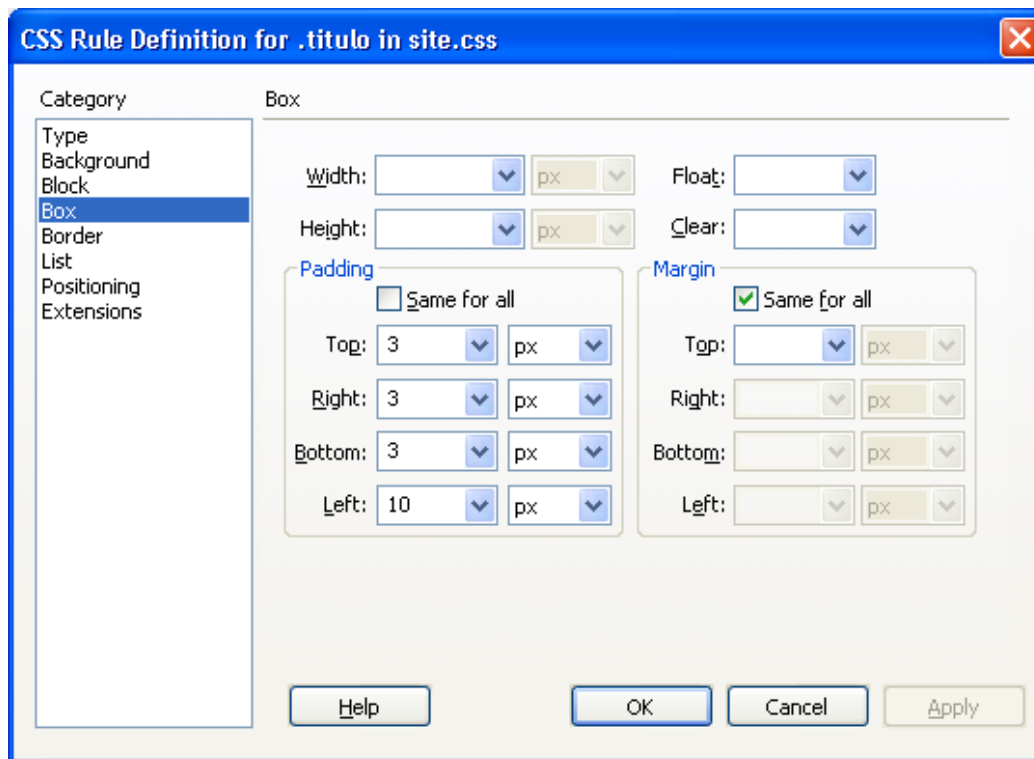 CSS Rule Definition for .titulo in site.css
Category
Box
Type
Background
Block
Box
Border
List
Positioning
Extensions
Width: px Float:
Height: px Clear:
Padding
Same for all
Top: 3 px
Right: 3 px
Bottom: 3 px
Left: 10 px
Margin
Same for all
Top: px
Right: px
Bottom: px
Left: px
Help OK Cancel Apply